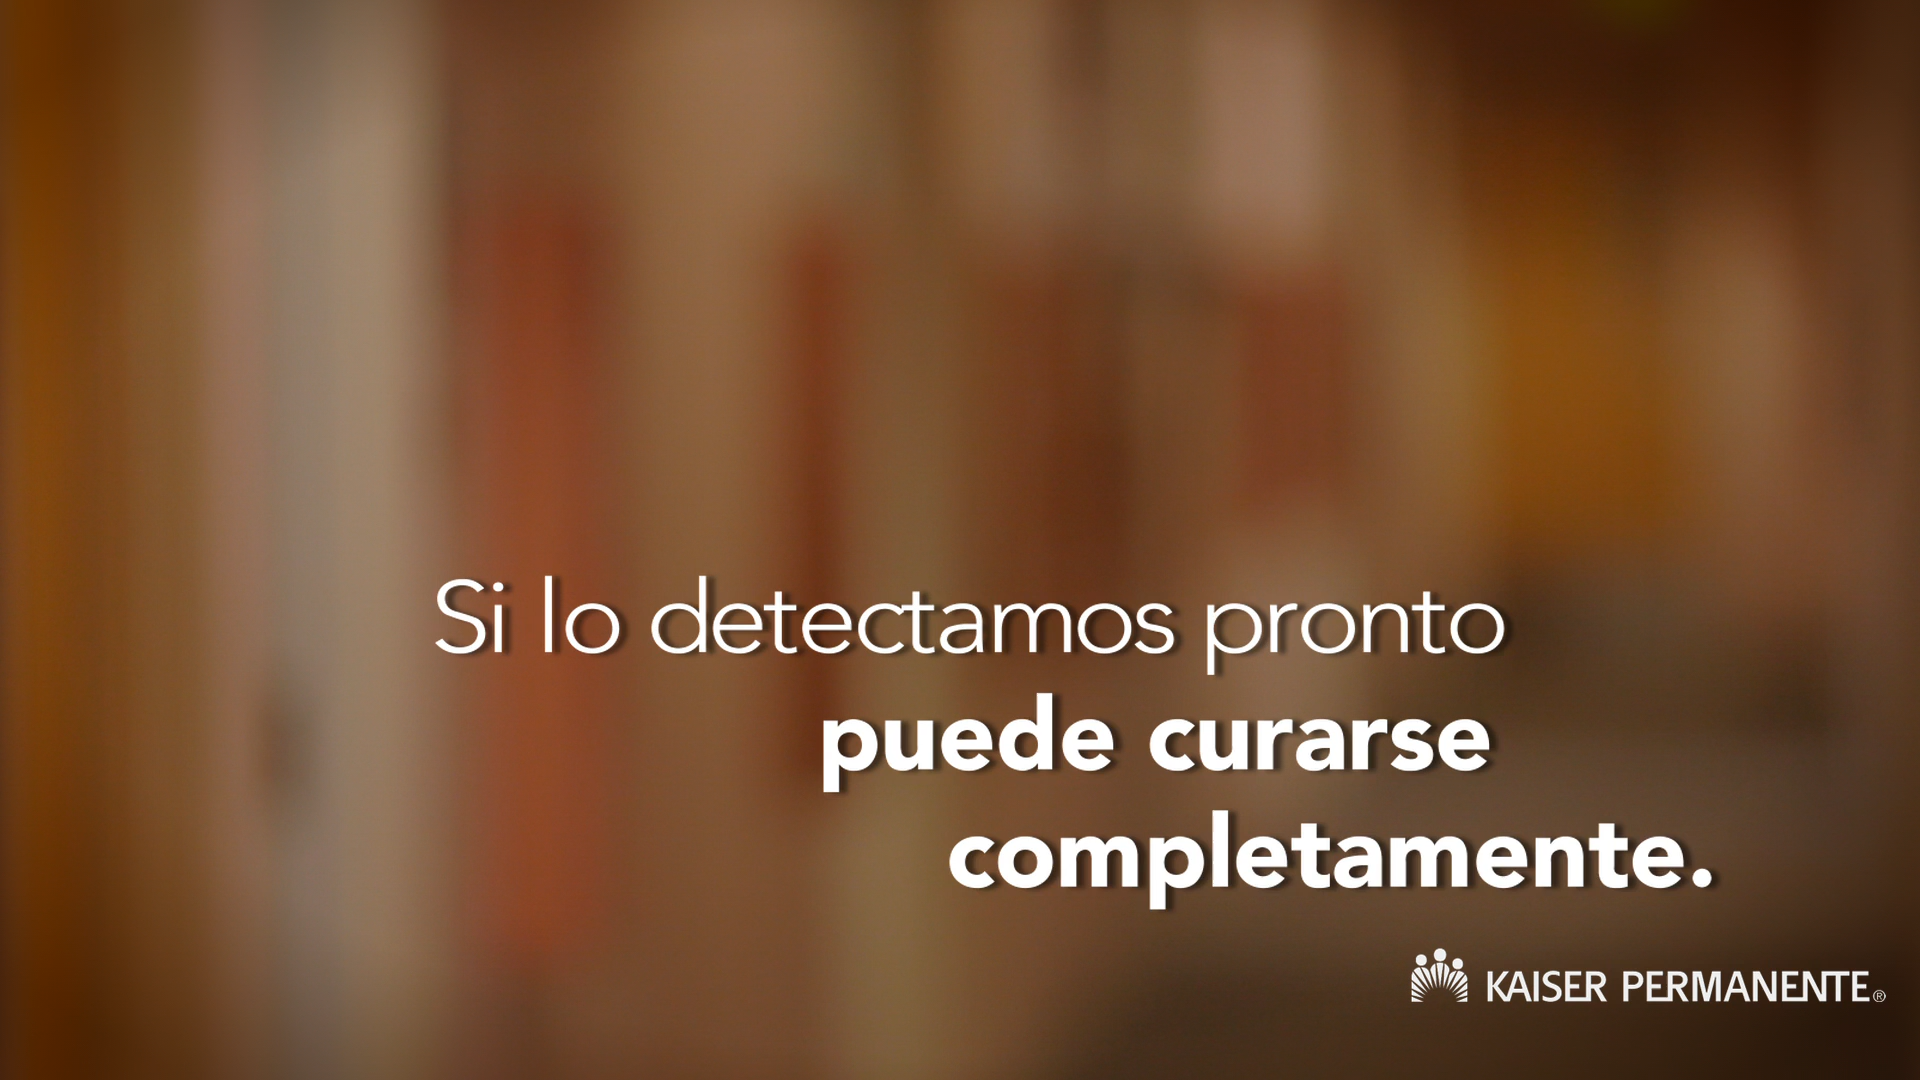 Si lo detectamos pronto
puede curarse
completamente.
KAISER PERMANENTE®